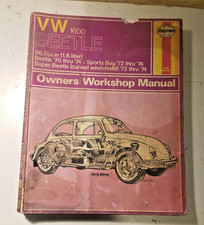 VW 1600
BEETLE
96.7 cu in (1.6 liter)
Beetle '70 thru '74 Sports Bug '72 thru '74
Super Beetle (curved windshield) '72 thru '74
Haynes
Owners Workshop Manual